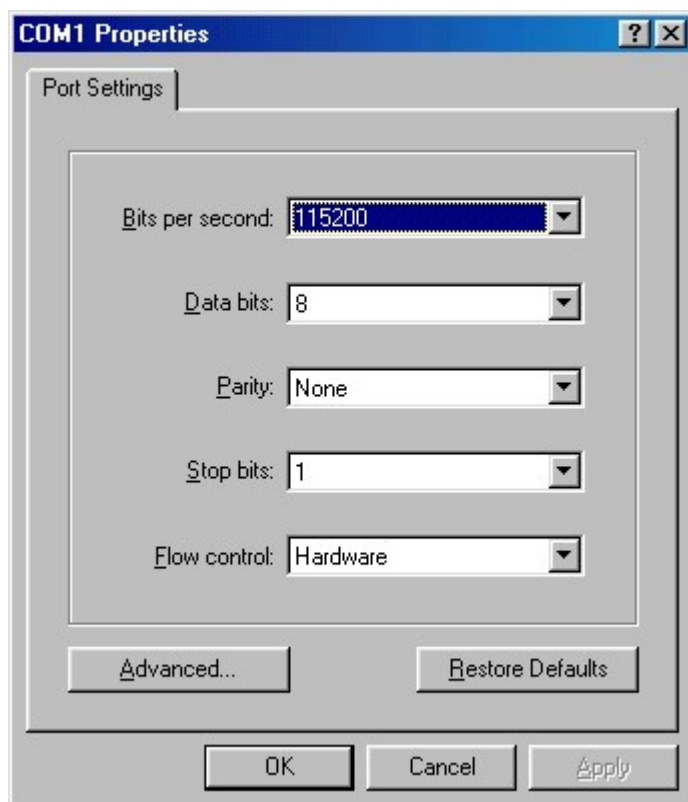 COM1 Properties
Port Settings
Bits per second: 115200
Data bits: 8
Parity: None
Stop bits: 1
Flow control: Hardware
Advanced... Restore Defaults
OK Cancel Apply